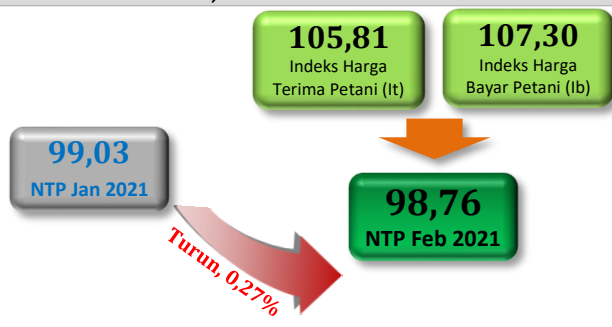 105,81
Indeks Harga
Terima Petani (It)
107,30
Indeks Harga
Bayar Petani (Ib)
99,03
NTP Jan 2021
98,76
NTP Feb 2021
Turun, 0,27%